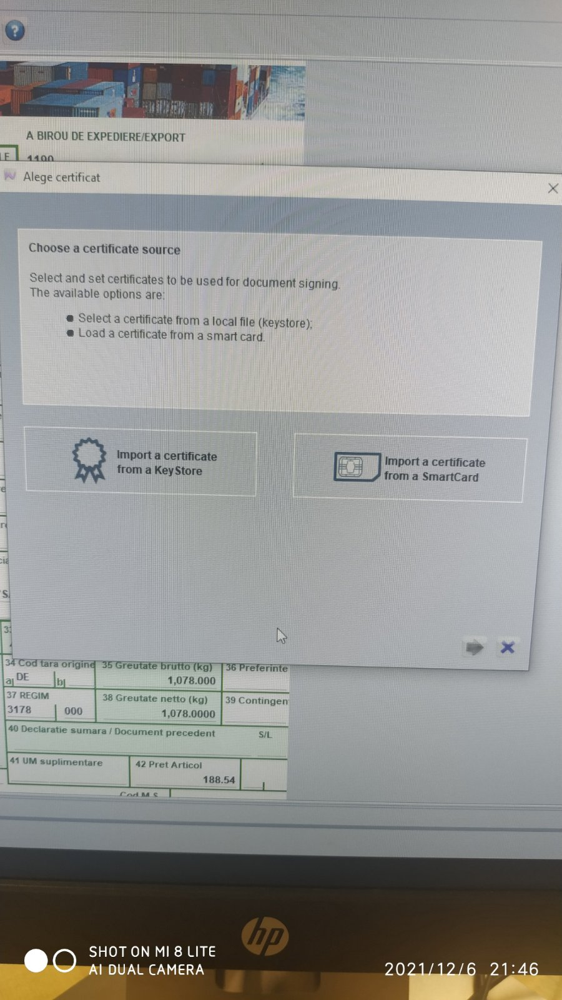 ?
A BIROU DE EXPEDIERE/EXPORT
1100
Alege certificat
Choose a certificate source
Select and set certificates to be used for document signing.
The available options are:
Select a certificate from a local file (keystore);
Load a certificate from a smart card.
Import a certificate
from a KeyStore
Import a certificate
from a SmartCard
34 Cod tara origine
a| DE
b|
35 Greutate brutto (kg)
1,078.000
36 Preferinte
37 REGIM
3178
000
38 Greutate netto (kg)
1,078.0000
39 Contingen
40 Declaratie sumara / Document precedent
S/L
41 UM suplimentare
42 Pret Articol
188.54
Cod M.S.
hp
SHOT ON MI 8 LITE
AI DUAL CAMERA
2021/12/6 21:46